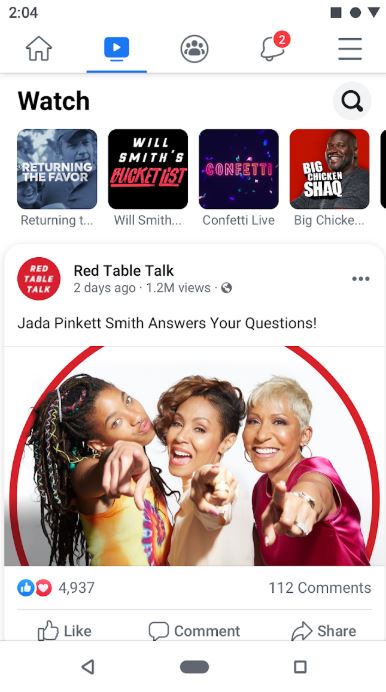 2:04
2
Watch
RETURNING
THE FAVOR
WILL
SMITH'S
BUCKET LIST
CONFETTI
BIG
CHICKEN
SHAQ
Returning t...
Will Smith...
Confetti Live
Big Chicke...
RED
TABLE
TALK
Red Table Talk
2 days ago · 1.2M views ·
Jada Pinkett Smith Answers Your Questions!
4,937
112 Comments
Like
Comment
Share